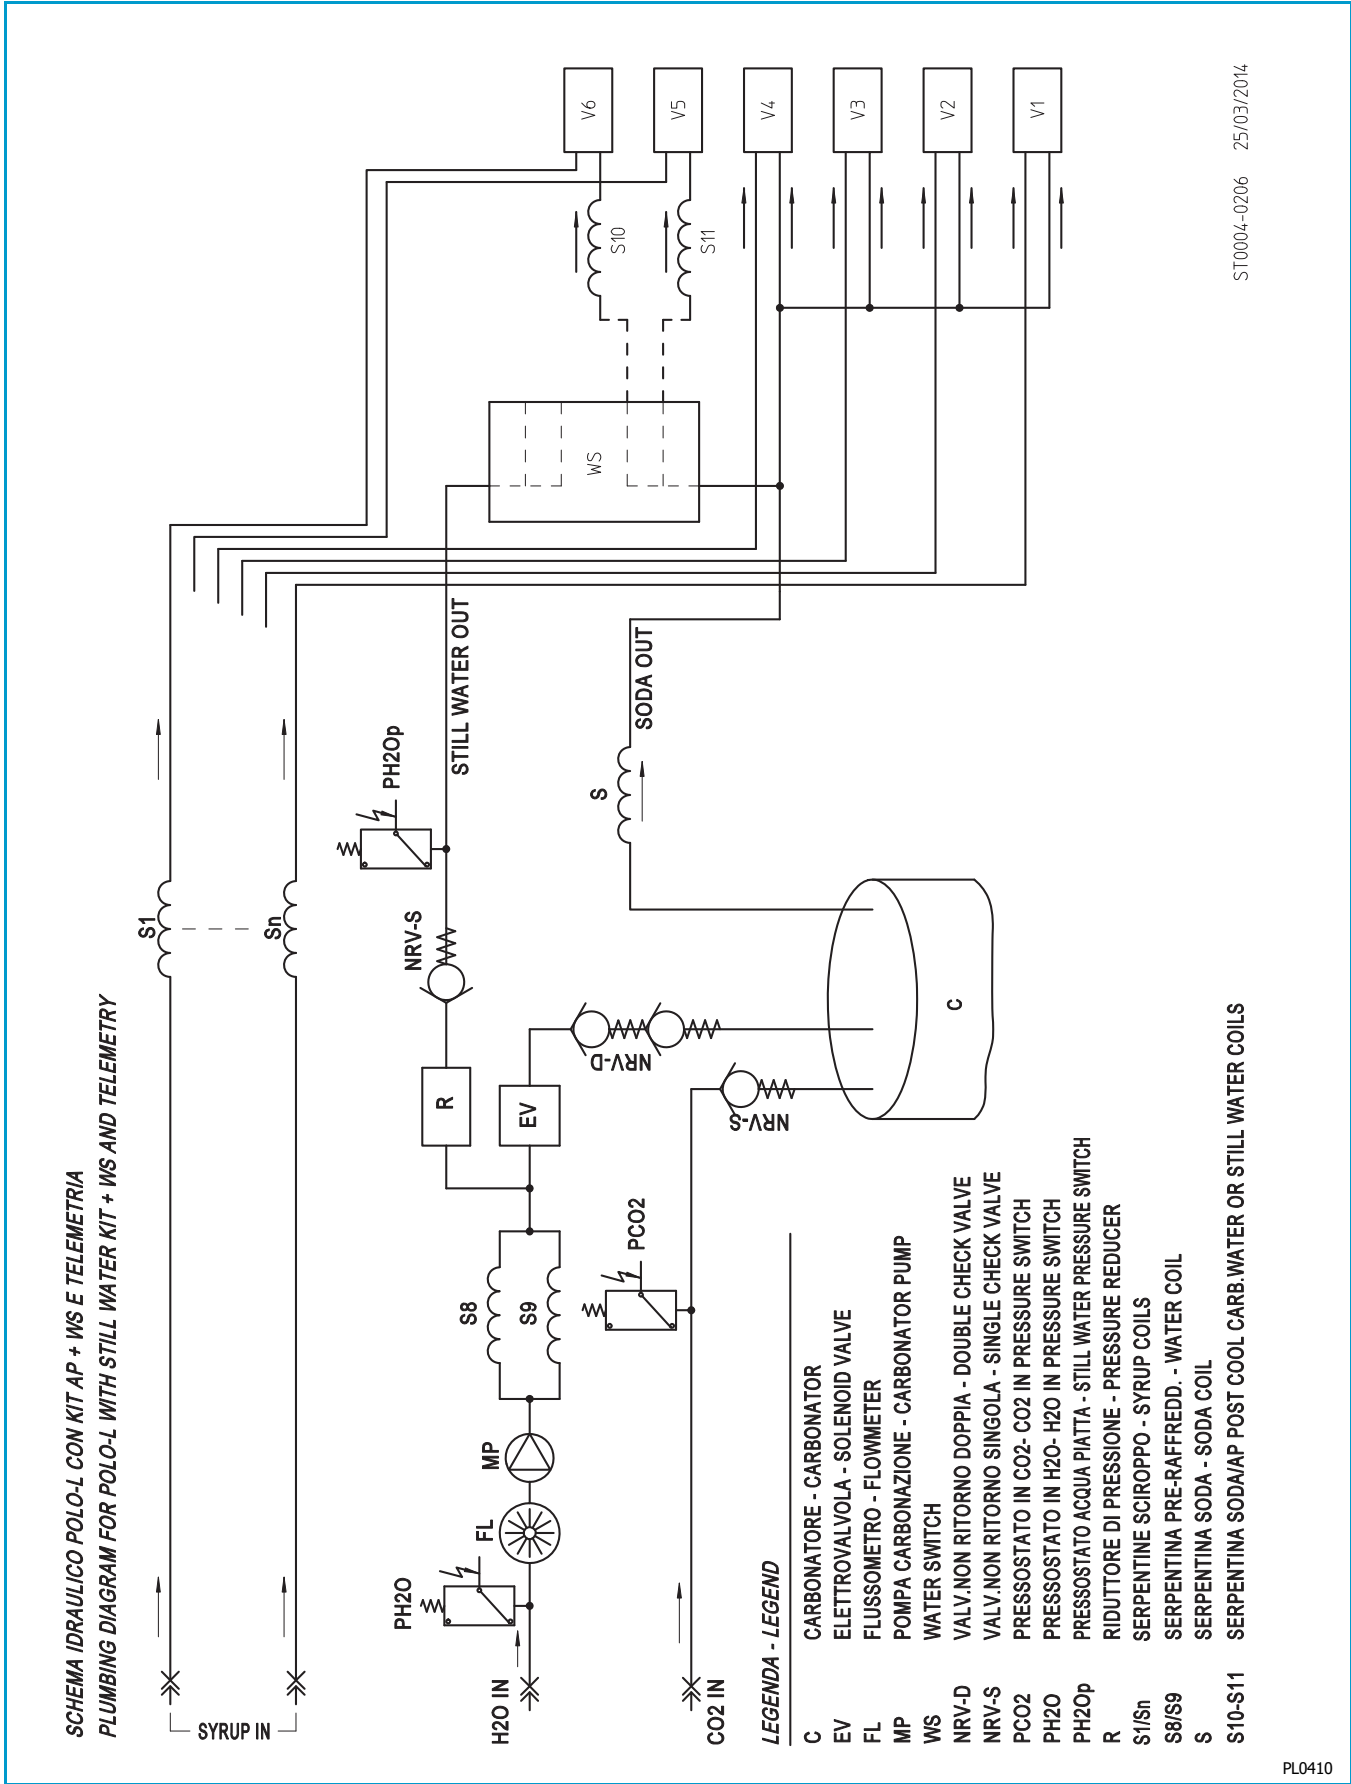 SCHEMA IDRAULICO POLO-L CON KIT AP + WS E TELEMETRIA
PLUMBING DIAGRAM FOR POLO-L WITH STILL WATER KIT + WS AND TELEMETRY
SYRUP IN
S1
Sn
H2O IN
PH2O
FL
MP
S8
S9
R
EV
NRV-S
PH2Op
STILL WATER OUT
NRV-D
CO2 IN
PCO2
NRV-S
C
S
SODA OUT
WS
S10
S11
V6
V5
V4
V3
V2
V1
LEGENDA - LEGEND
C CARBONATORE - CARBONATOR
EV ELETTROVALVOLA - SOLENOID VALVE
FL FLUSSOMETRO - FLOWMETER
MP POMPA CARBONAZIONE - CARBONATOR PUMP
WS WATER SWITCH
NRV-D VALV.NON RITORNO DOPPIA - DOUBLE CHECK VALVE
NRV-S VALV.NON RITORNO SINGOLA - SINGLE CHECK VALVE
PCO2 PRESSOSTATO IN CO2- CO2 IN PRESSURE SWITCH
PH2O PRESSOSTATO IN H2O- H2O IN PRESSURE SWITCH
PH2Op PRESSOSTATO ACQUA PIATTA - STILL WATER PRESSURE SWITCH
R RIDUTTORE DI PRESSIONE - PRESSURE REDUCER
S1/Sn SERPENTINE SCIROPPO - SYRUP COILS
S8/S9 SERPENTINA PRE-RAFFREDD. - WATER COIL
S SERPENTINA SODA - SODA COIL
S10-S11 SERPENTINA SODA/AP POST COOL CARB.WATER OR STILL WATER COILS
ST0004-0206 25/03/2014
PL0410